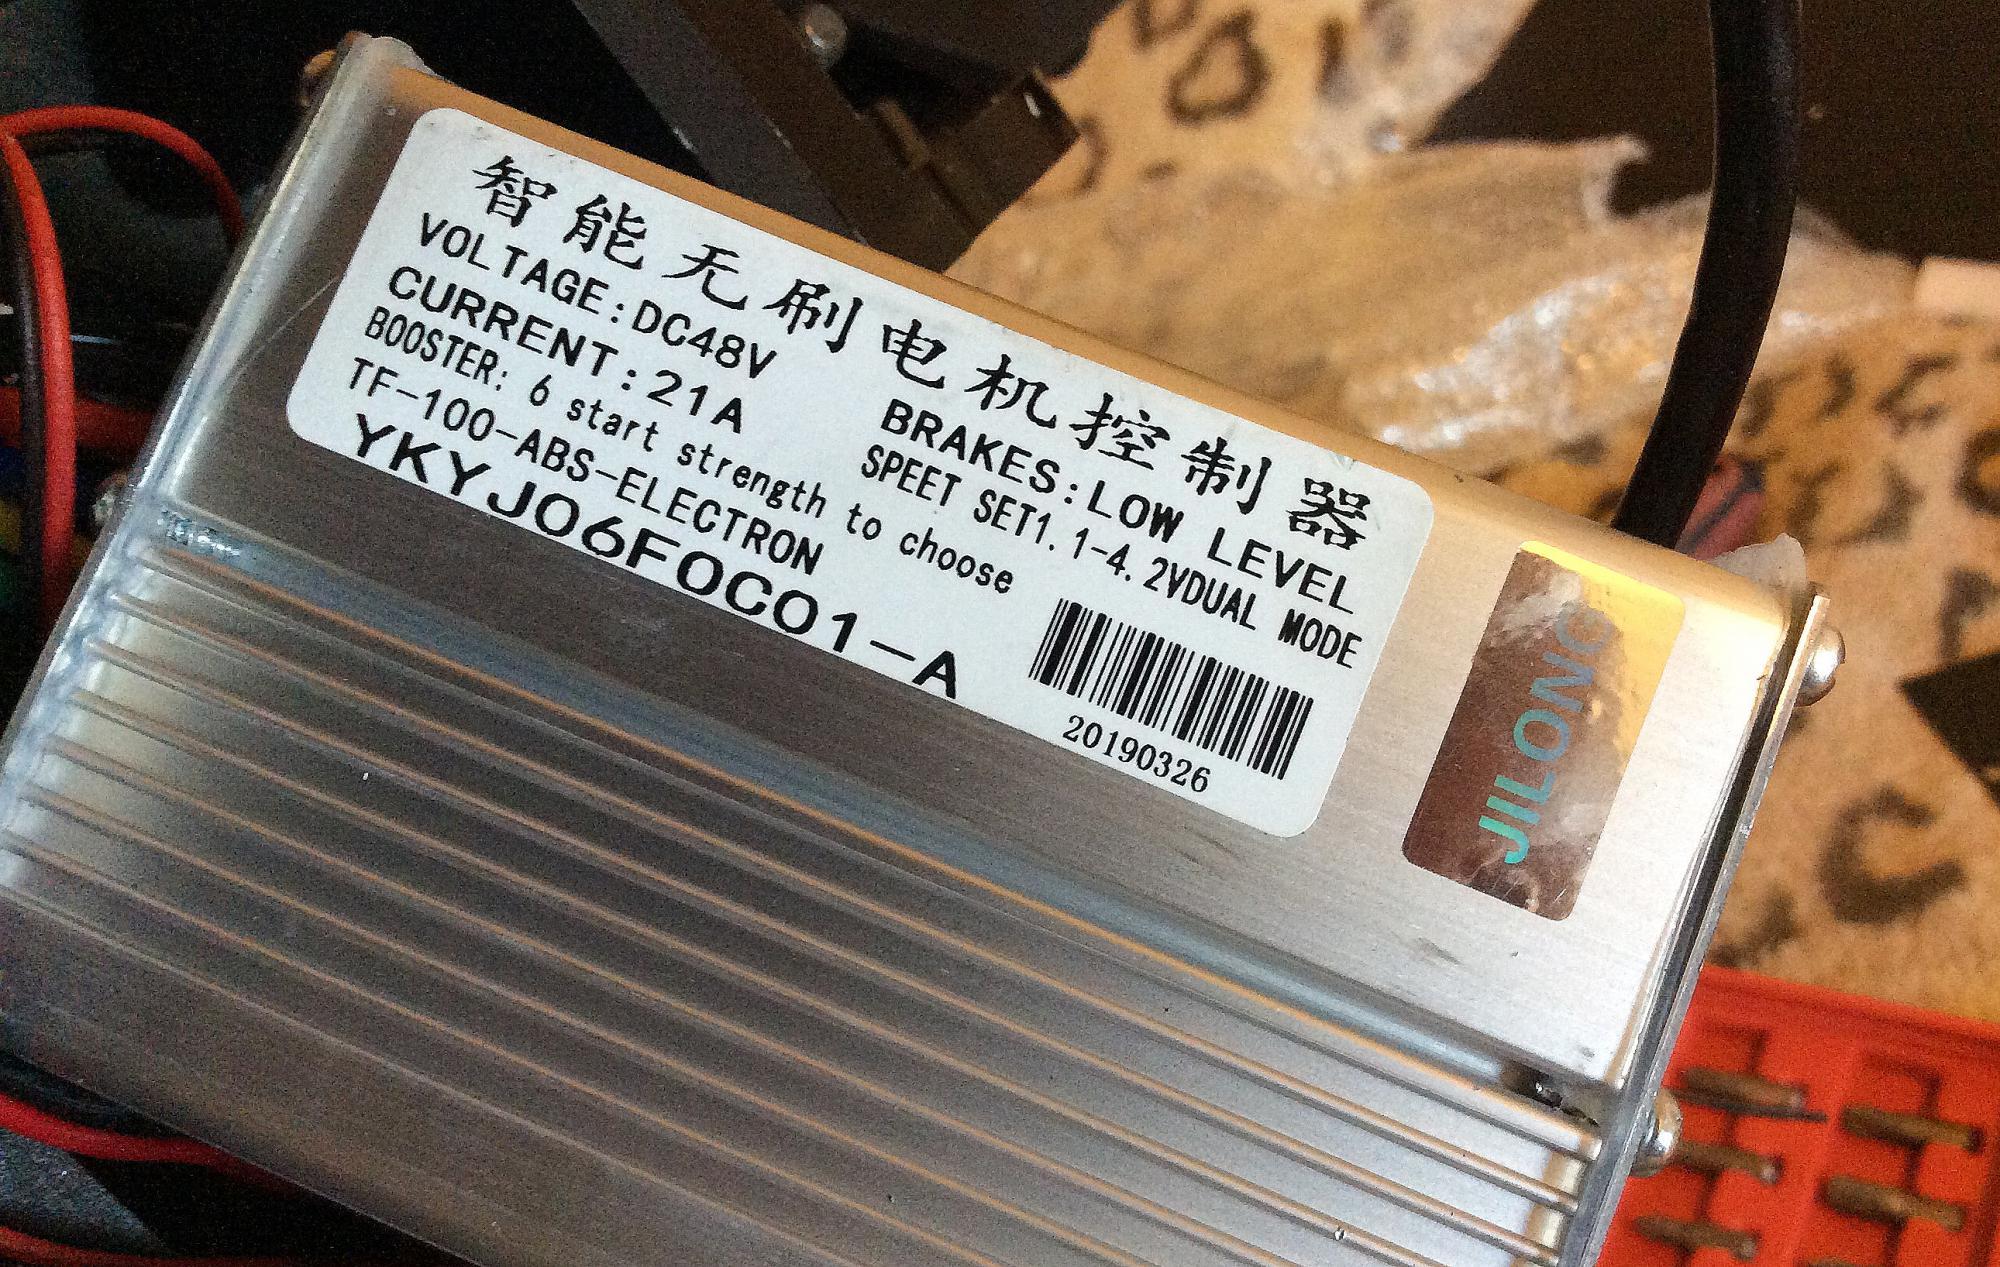 智能无刷电机控制器
VOLTAGE:DC48V
CURRENT:21A
BRAKES:LOW LEVEL
BOOSTER: 6 start strength to choose
SPEET SET1.1-4.2VDUAL MODE
TF-100-ABS-ELECTRON
YKYJ06FOC01-A
20190326
JILONG